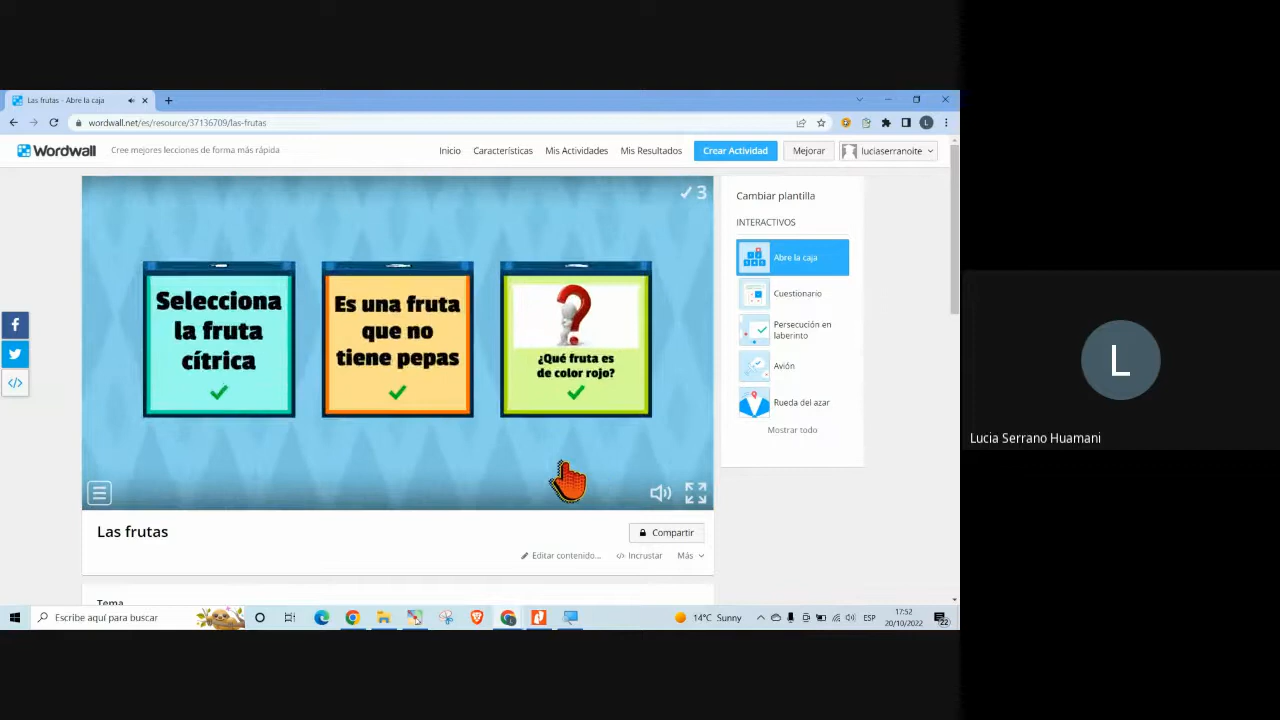 Las frutas - Abre la caja
wordwall.net/es/resource/37136709/las-frutas
L
Wordwall
Cree mejores lecciones de forma más rápida
Inicio
Características
Mis Actividades
Mis Resultados
Crear Actividad
Mejorar
luciaserranoite
3
Selecciona
la fruta
cítrica
Es una fruta
que no
tiene pepas
¿Qué fruta es
de color rojo?
Cambiar plantilla
INTERACTIVOS
Abre la caja
Cuestionario
Persecución en
laberinto
Avión
Rueda del azar
Mostrar todo
Las frutas
Compartir
Editar contenido...
Incrustar
Más
Tema
Escribe aquí para buscar
14°C Sunny
ESP
17:52
20/10/2022
22
L
Lucia Serrano Huamani